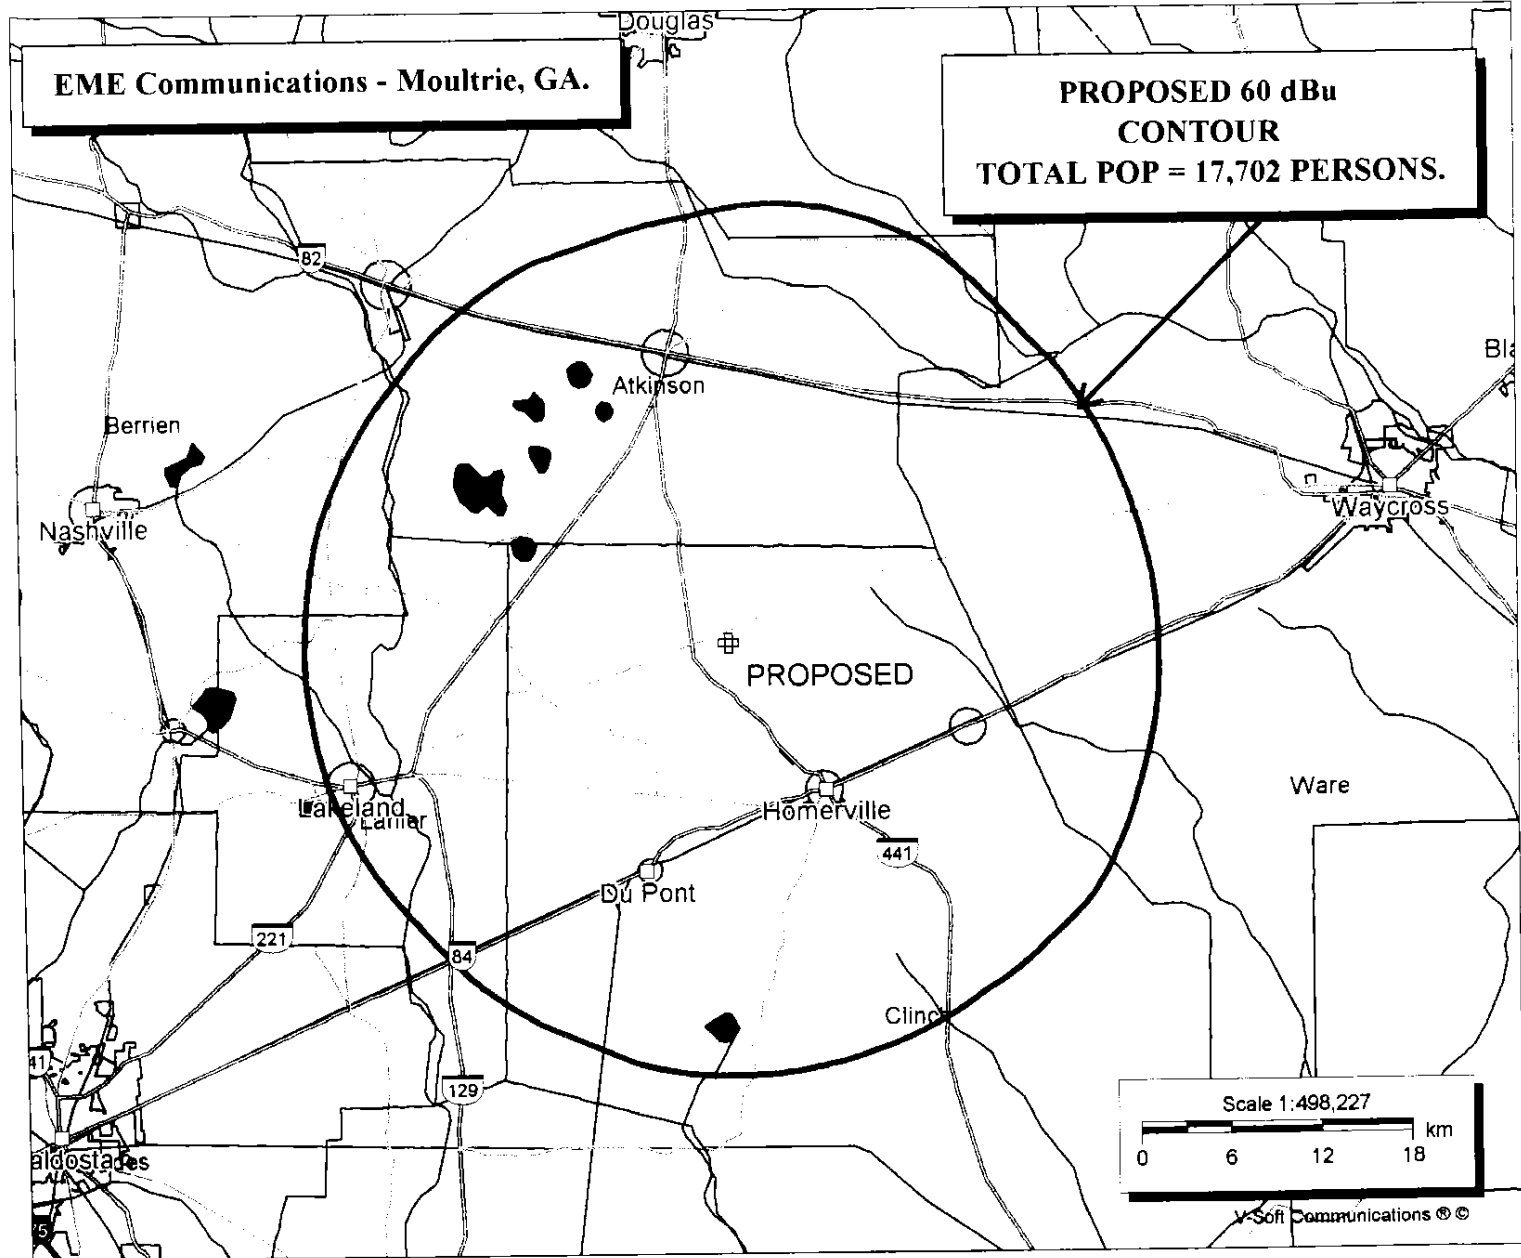 Douglas
EME Communications - Moultrie, GA.
PROPOSED 60 dBu
CONTOUR
TOTAL POP = 17,702 PERSONS.
82
Atkinson
Berrien
Nashville
Waycross
PROPOSED
Lakeland
Lanier
Homerville
Ware
441
Du Pont
221
84
Clinch
41
129
Scale 1:498,227
km
0 6 12 18
aldosta
V-Soft Communications ® ©